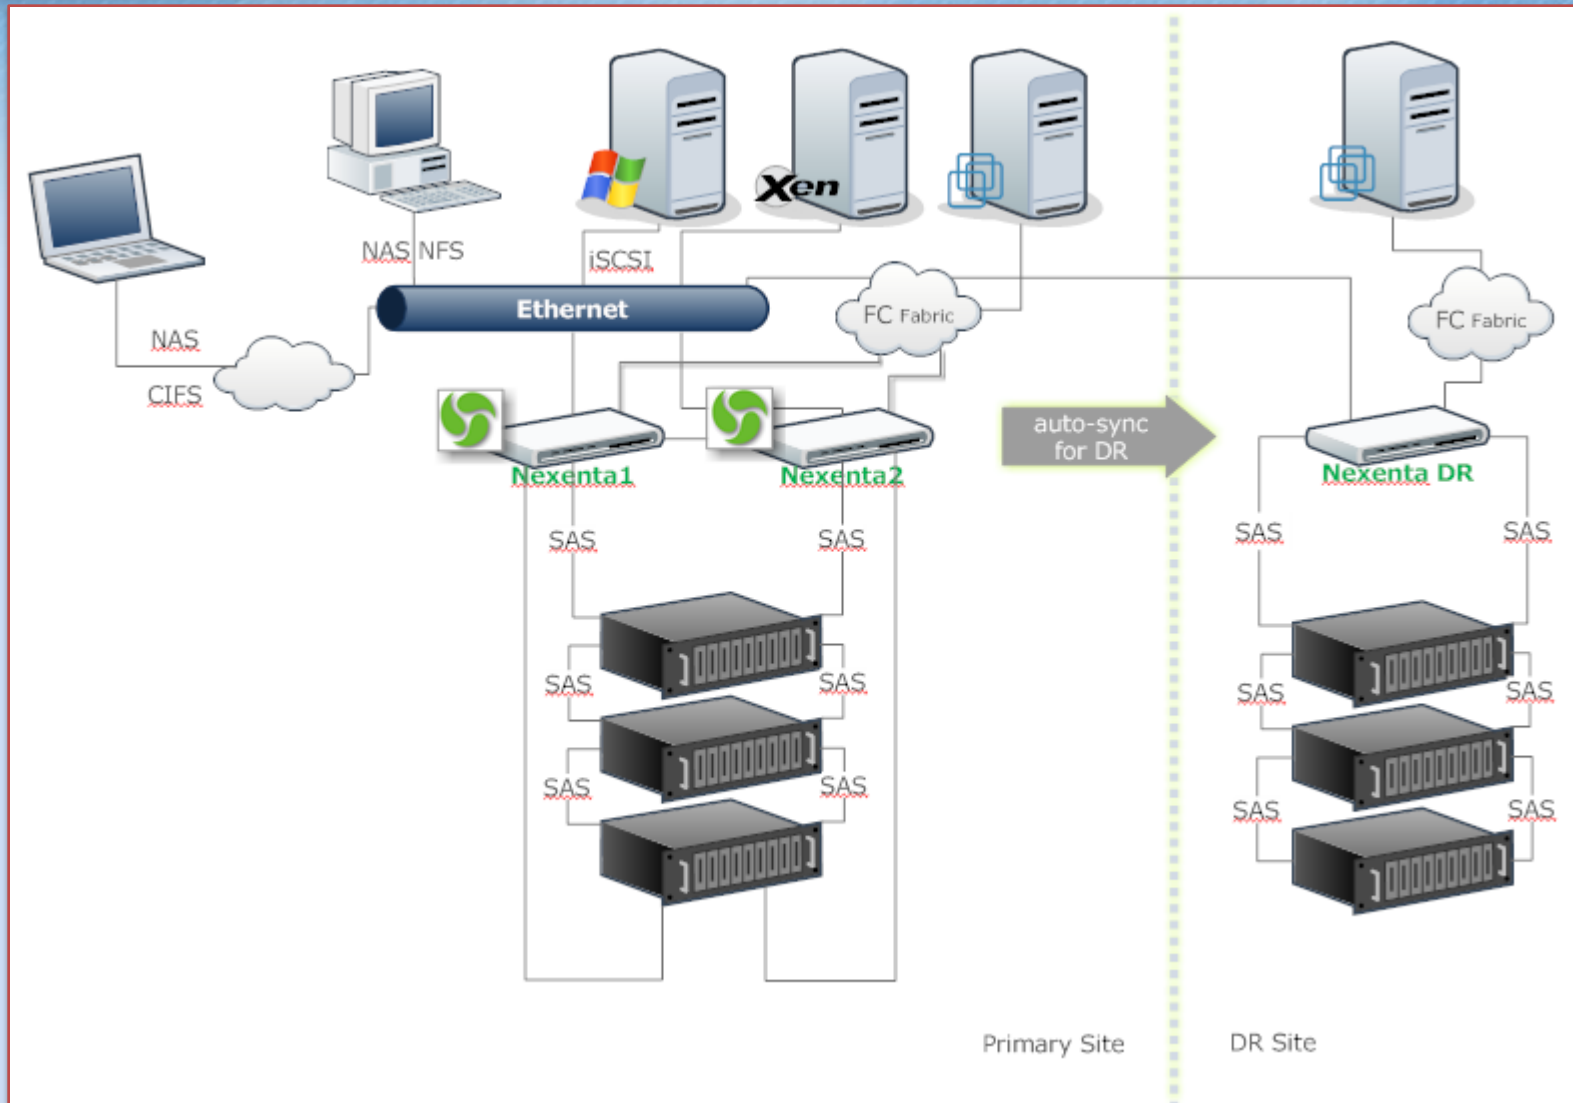 Xen
NAS NFS
iSCSI
Ethernet
FC Fabric
FC Fabric
NAS
CIFS
auto-sync
for DR
Nexenta1
Nexenta2
Nexenta DR
SAS
SAS
SAS
SAS
SAS
SAS
SAS
SAS
SAS
SAS
SAS
SAS
Primary Site
DR Site